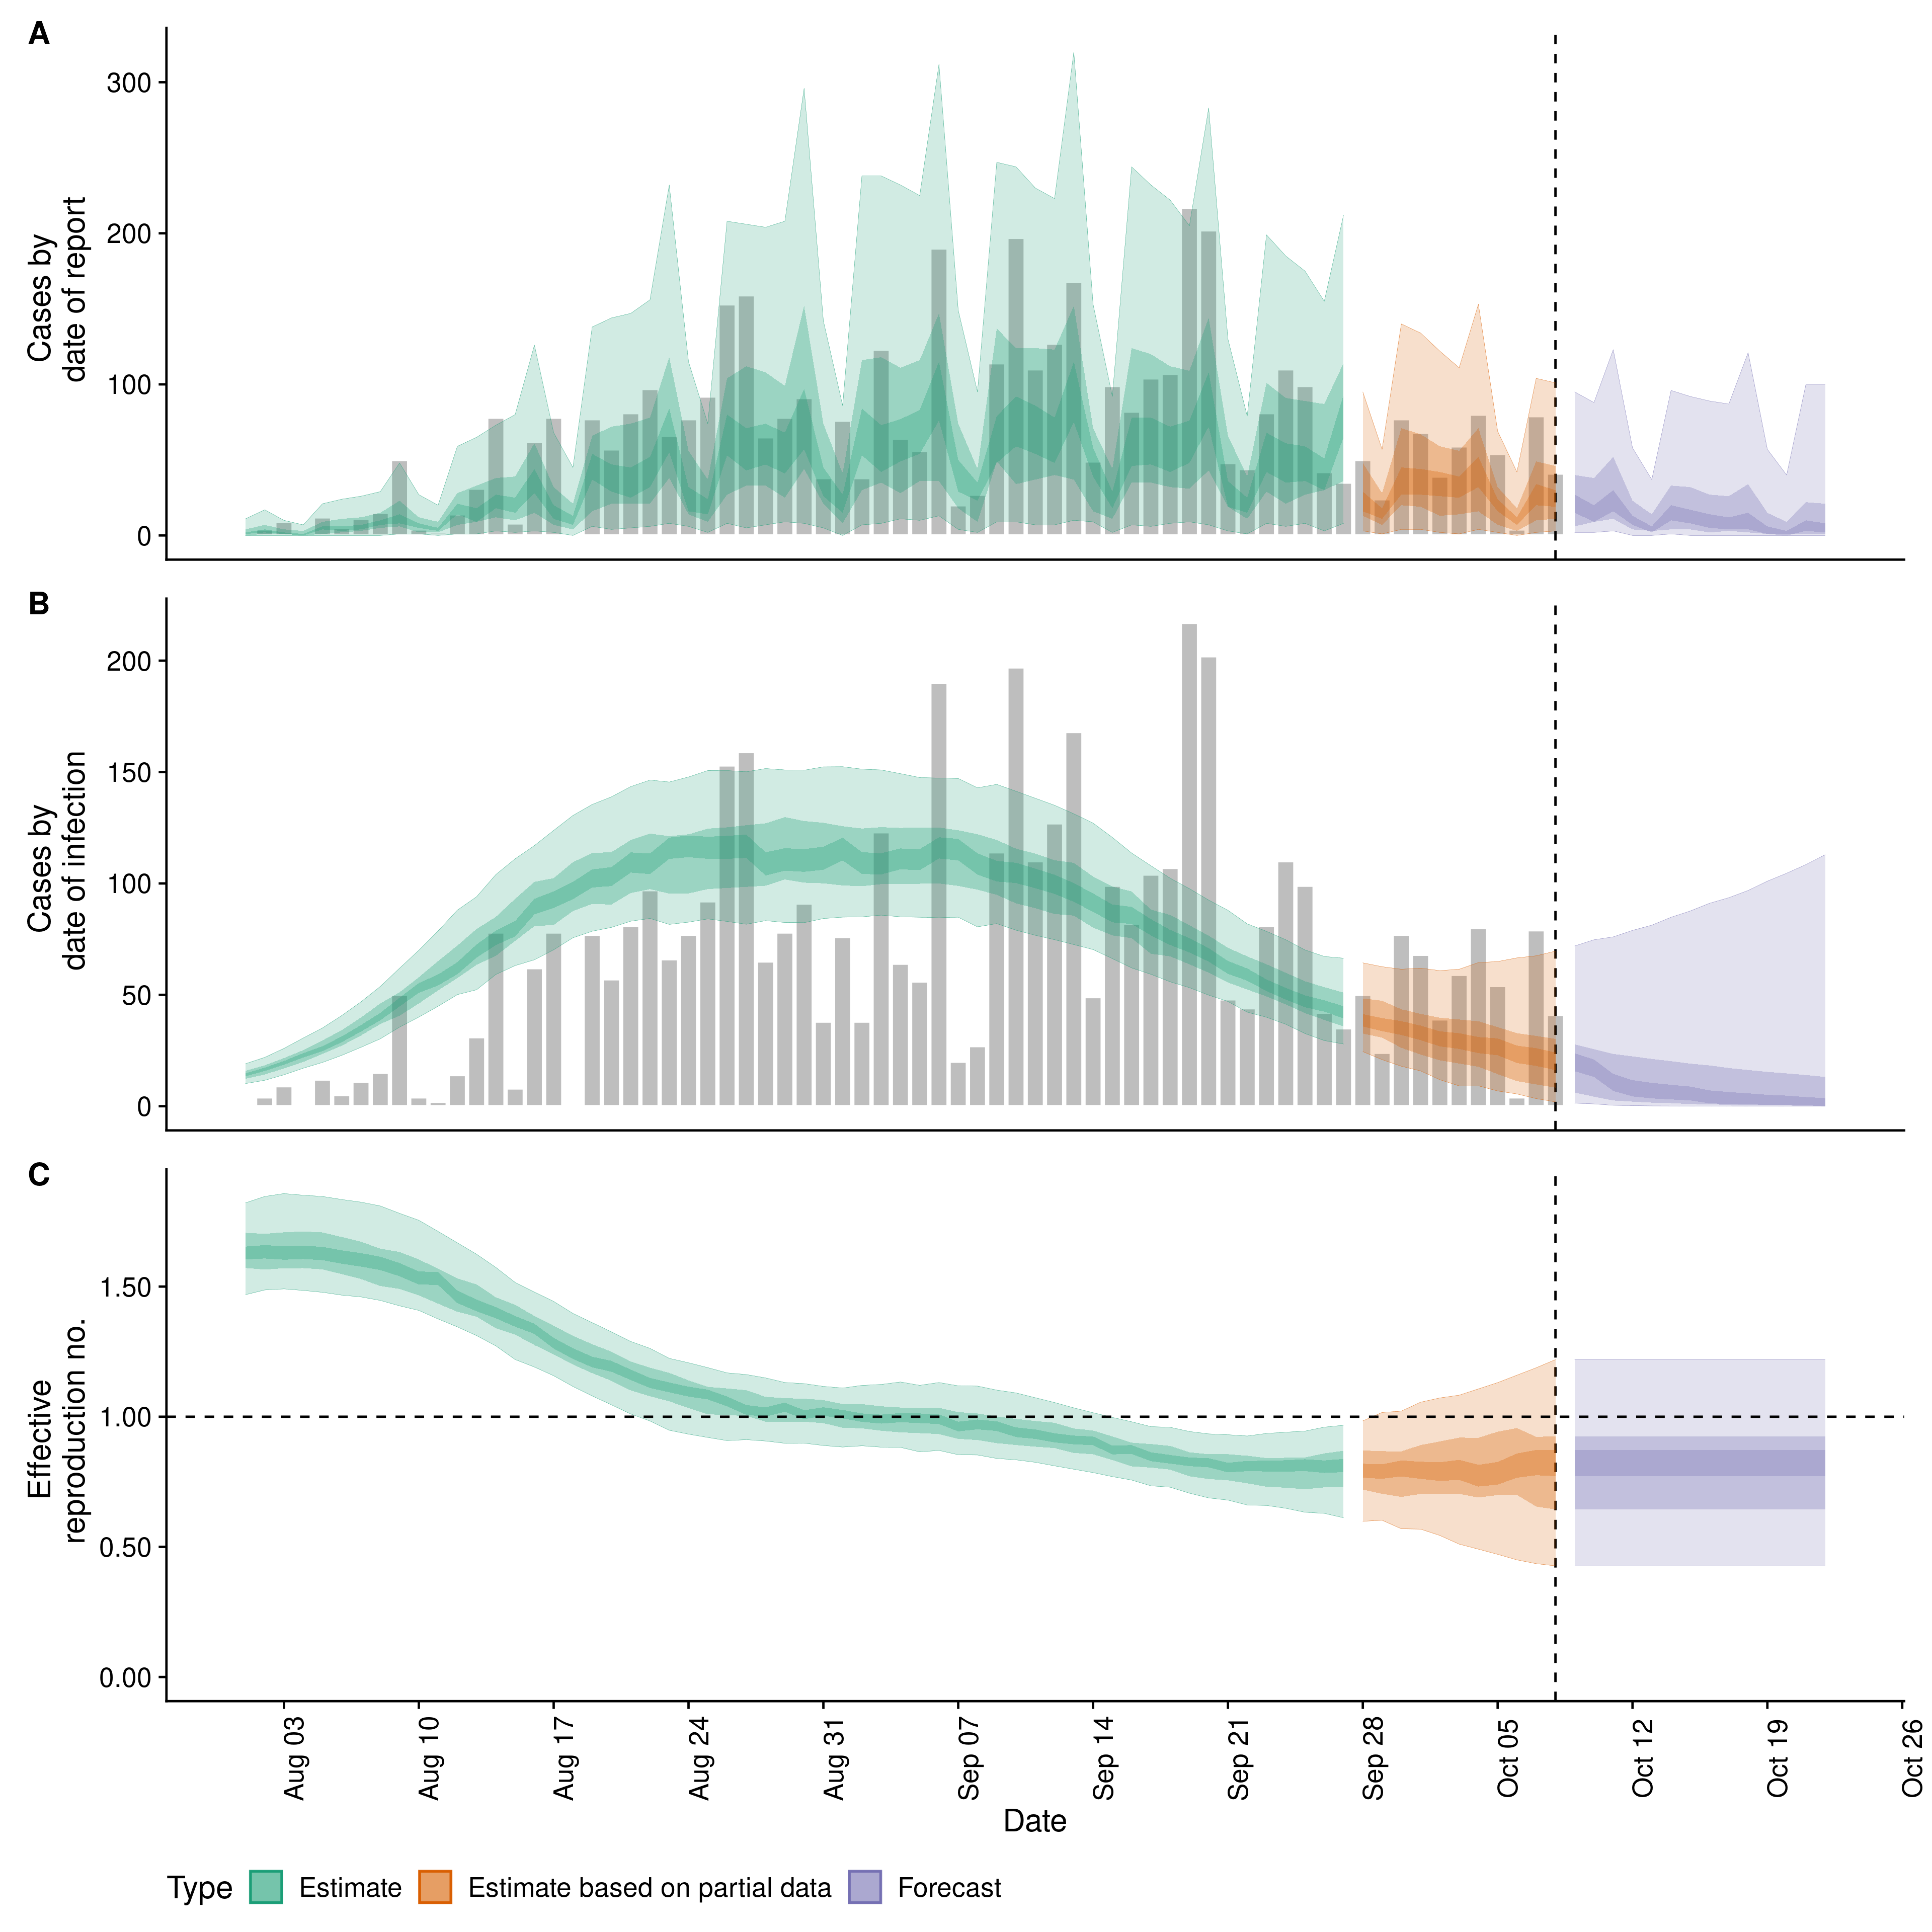 A
Cases by
date of report
300
200
100
0
B
Cases by
date of infection
200
150
100
50
0
C
Effective
reproduction no.
1.50
1.00
0.50
0.00
Aug 03
Aug 10
Aug 17
Aug 24
Aug 31
Sep 07
Sep 14
Sep 21
Sep 28
Oct 05
Oct 12
Oct 19
Oct 26
Date
Type Estimate Estimate based on partial data Forecast